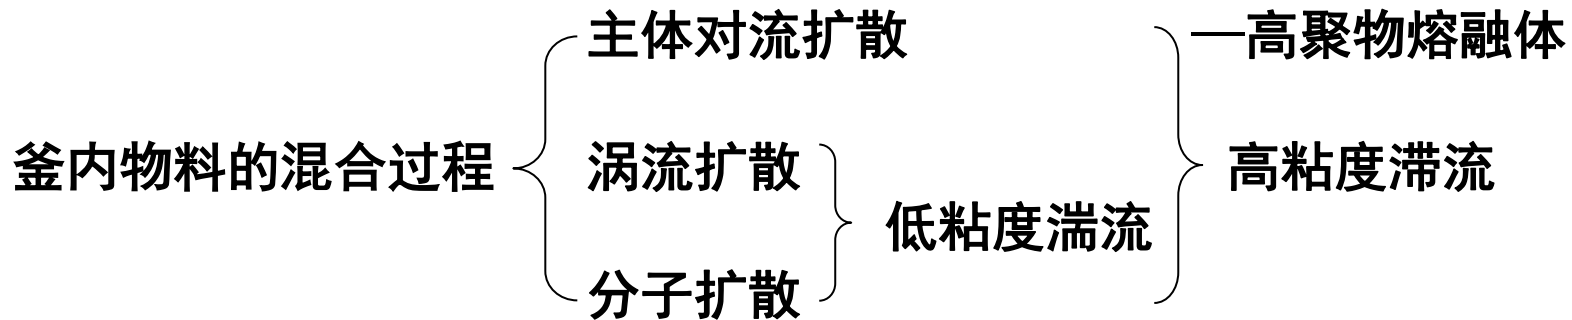 主体对流扩散
—高聚物熔融体
釜内物料的混合过程
涡流扩散
高粘度滞流
低粘度湍流
分子扩散